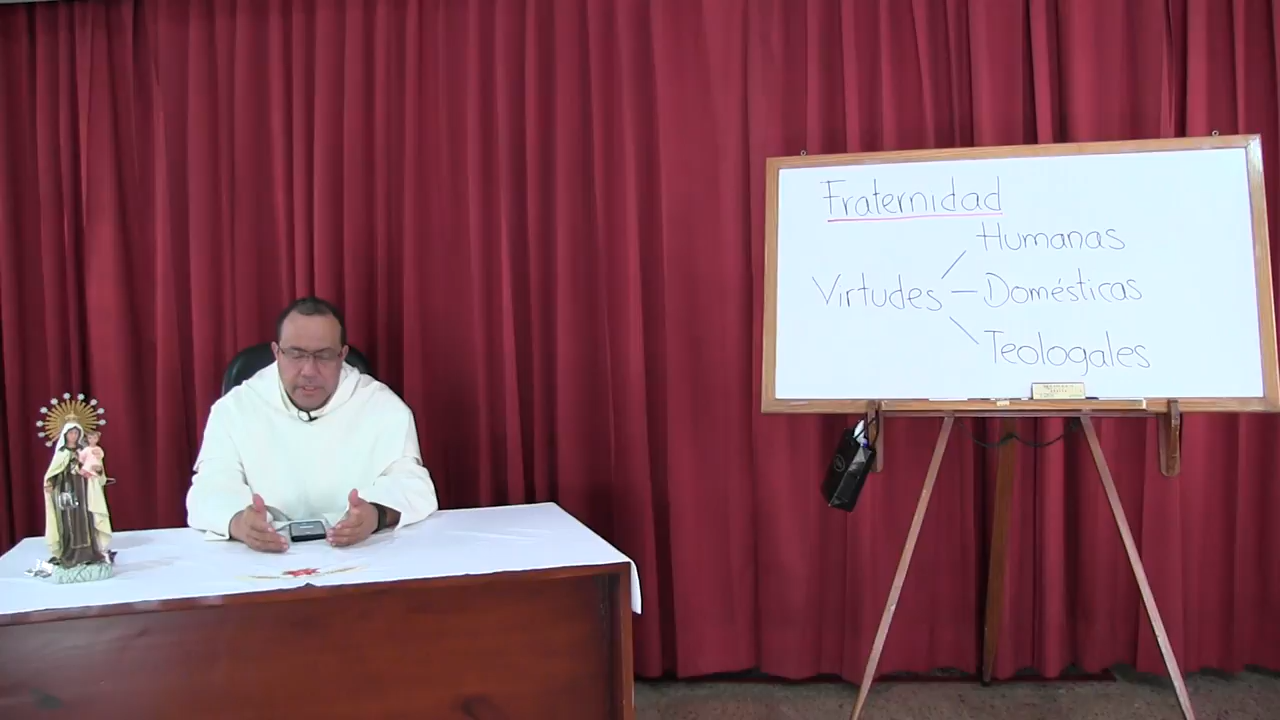 Fraternidad
Humanas
Virtudes — Domésticas
Teologales